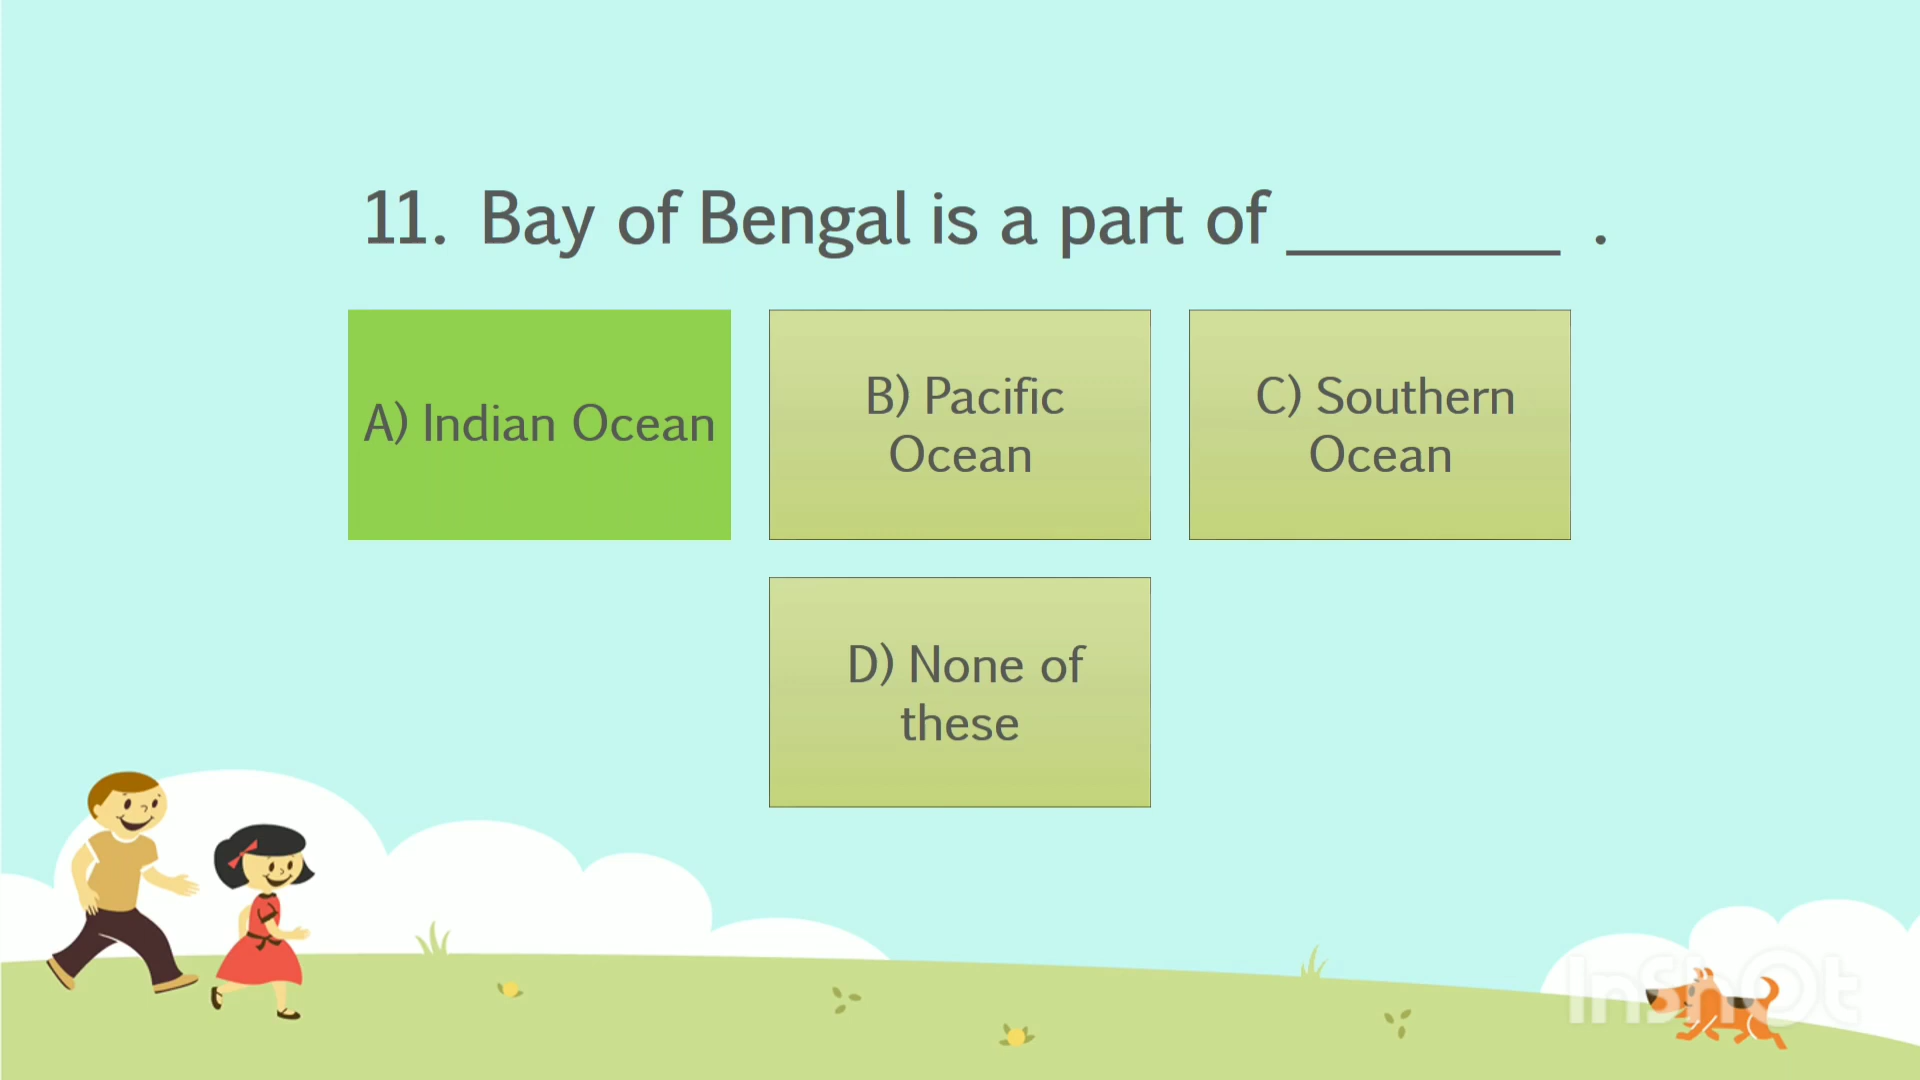 11. Bay of Bengal is a part of ________ .
A) Indian Ocean
B) Pacific
Ocean
C) Southern
Ocean
D) None of
these
InShOt